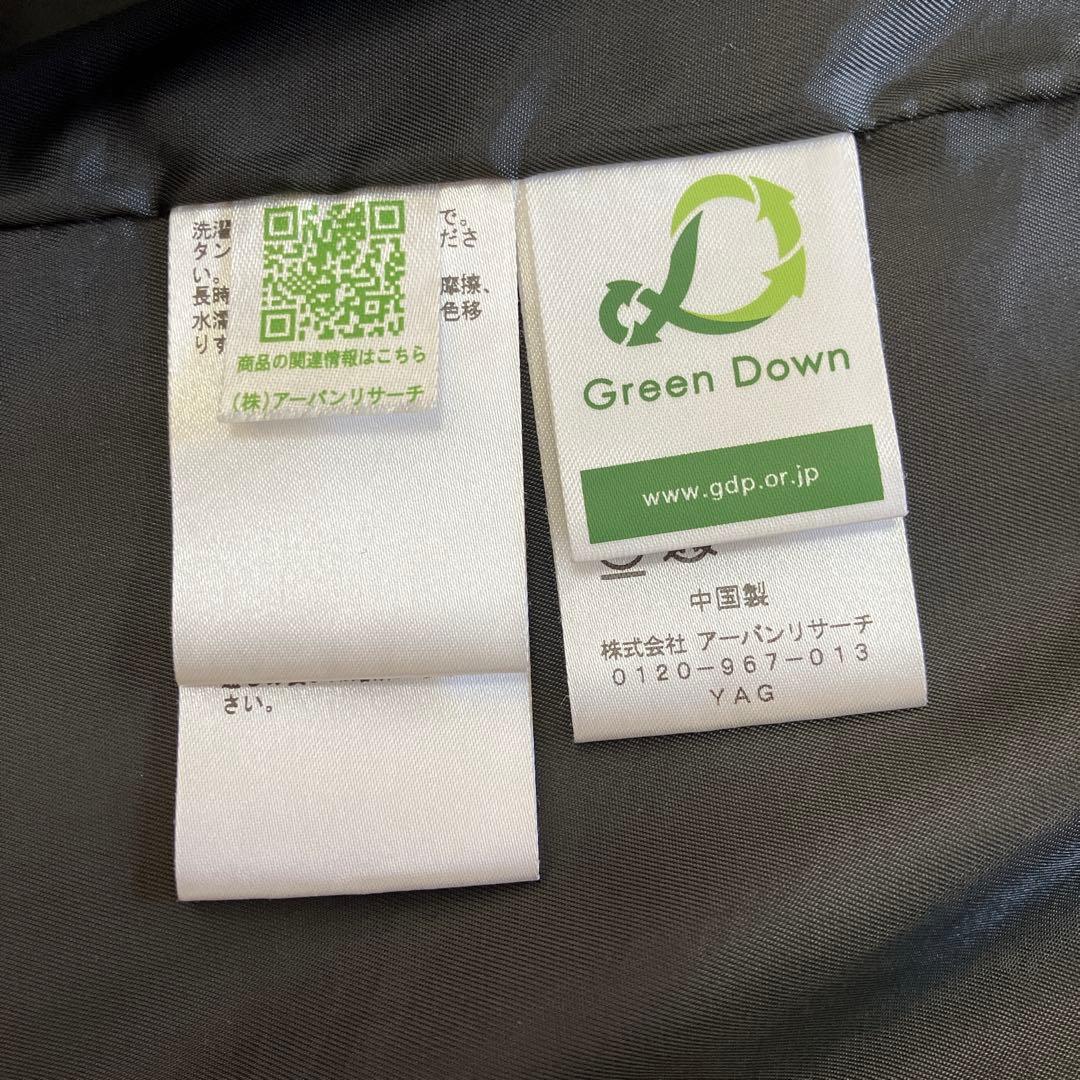 洗濯
タン
い。
長時
水濡
りす
で。
ださ
摩擦、
色移
商品の関連情報はこちら
(株)アーバンリサーチ
さい。
Green Down
www.gdp.or.jp
中国製
株式会社 アーバンリサーチ
0120-967-013
YAG